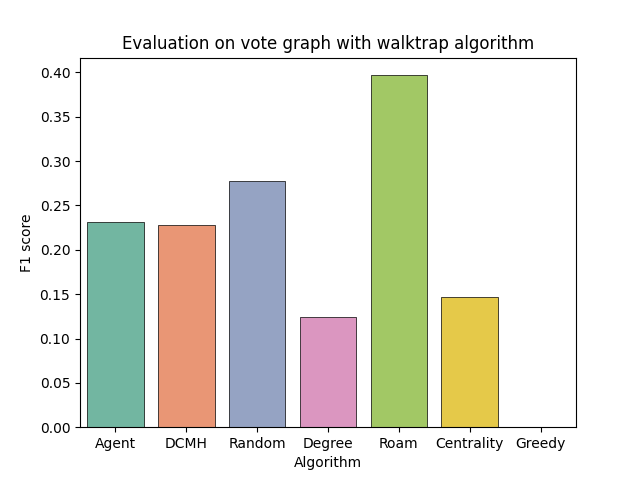 Evaluation on vote graph with walktrap algorithm
0.40
0.35
0.30
0.25
0.20
0.15
0.10
0.05
0.00
F1 score
Agent DCMH Random Degree Roam Centrality Greedy
Algorithm